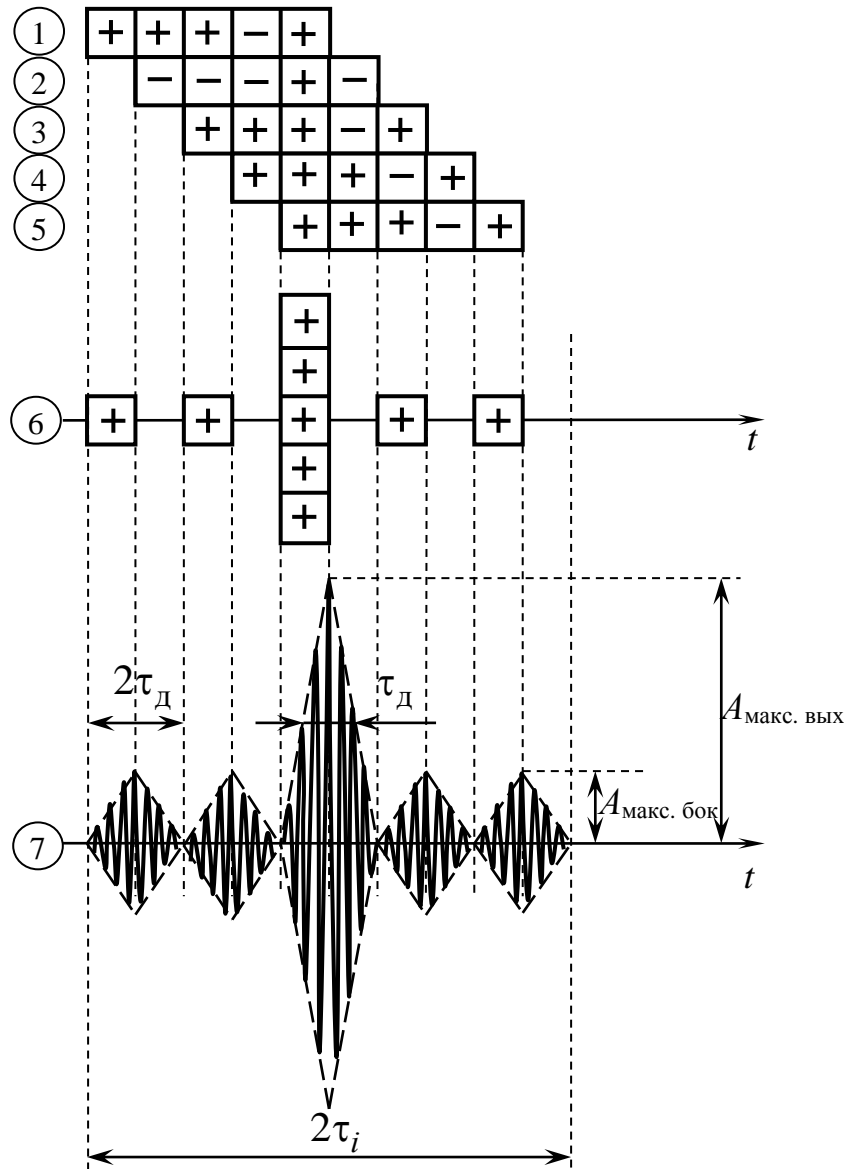 1 + + + − +
2 − − − + −
3 + + + − +
4 + + + − +
5 + + + − +
+
+
6 + + + + +
t
+
+
2τд
τд
Aмакс. вых
Aмакс. бок
7
t
2τi